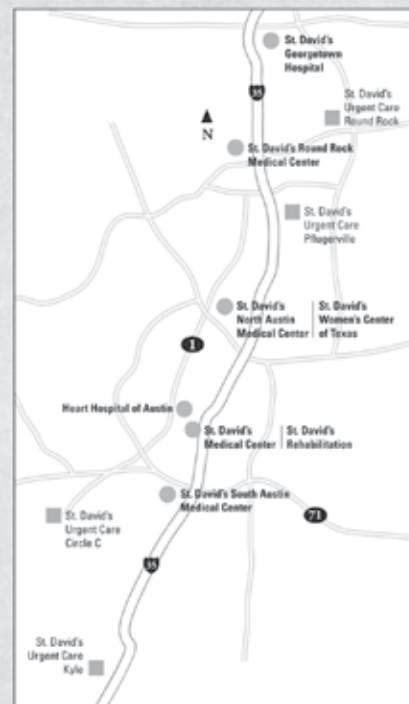 St. David's
Georgetown
Hospital
35
St. David's
Urgent Care
Round Rock
N
St. David's Round Rock
Medical Center
St. David's
Urgent Care
Pflugerville
St. David's
North Austin
Medical Center
St. David's
Women's Center
of Texas
1
Heart Hospital of Austin
St. David's
Medical Center
St. David's
Rehabilitation
St. David's South Austin
Medical Center
71
St. David's
Urgent Care
Circle C
35
St. David's
Urgent Care
Kyle